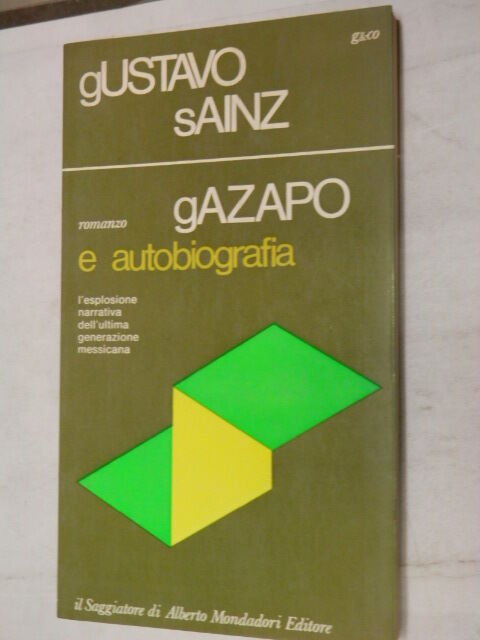 g&co
gUSTAVO
sAINZ
romanzo gAZAPO
e autobiografia
l'esplosione
narrativa
dell'ultima
generazione
messicana
il Saggiatore di Alberto Mondadori Editore